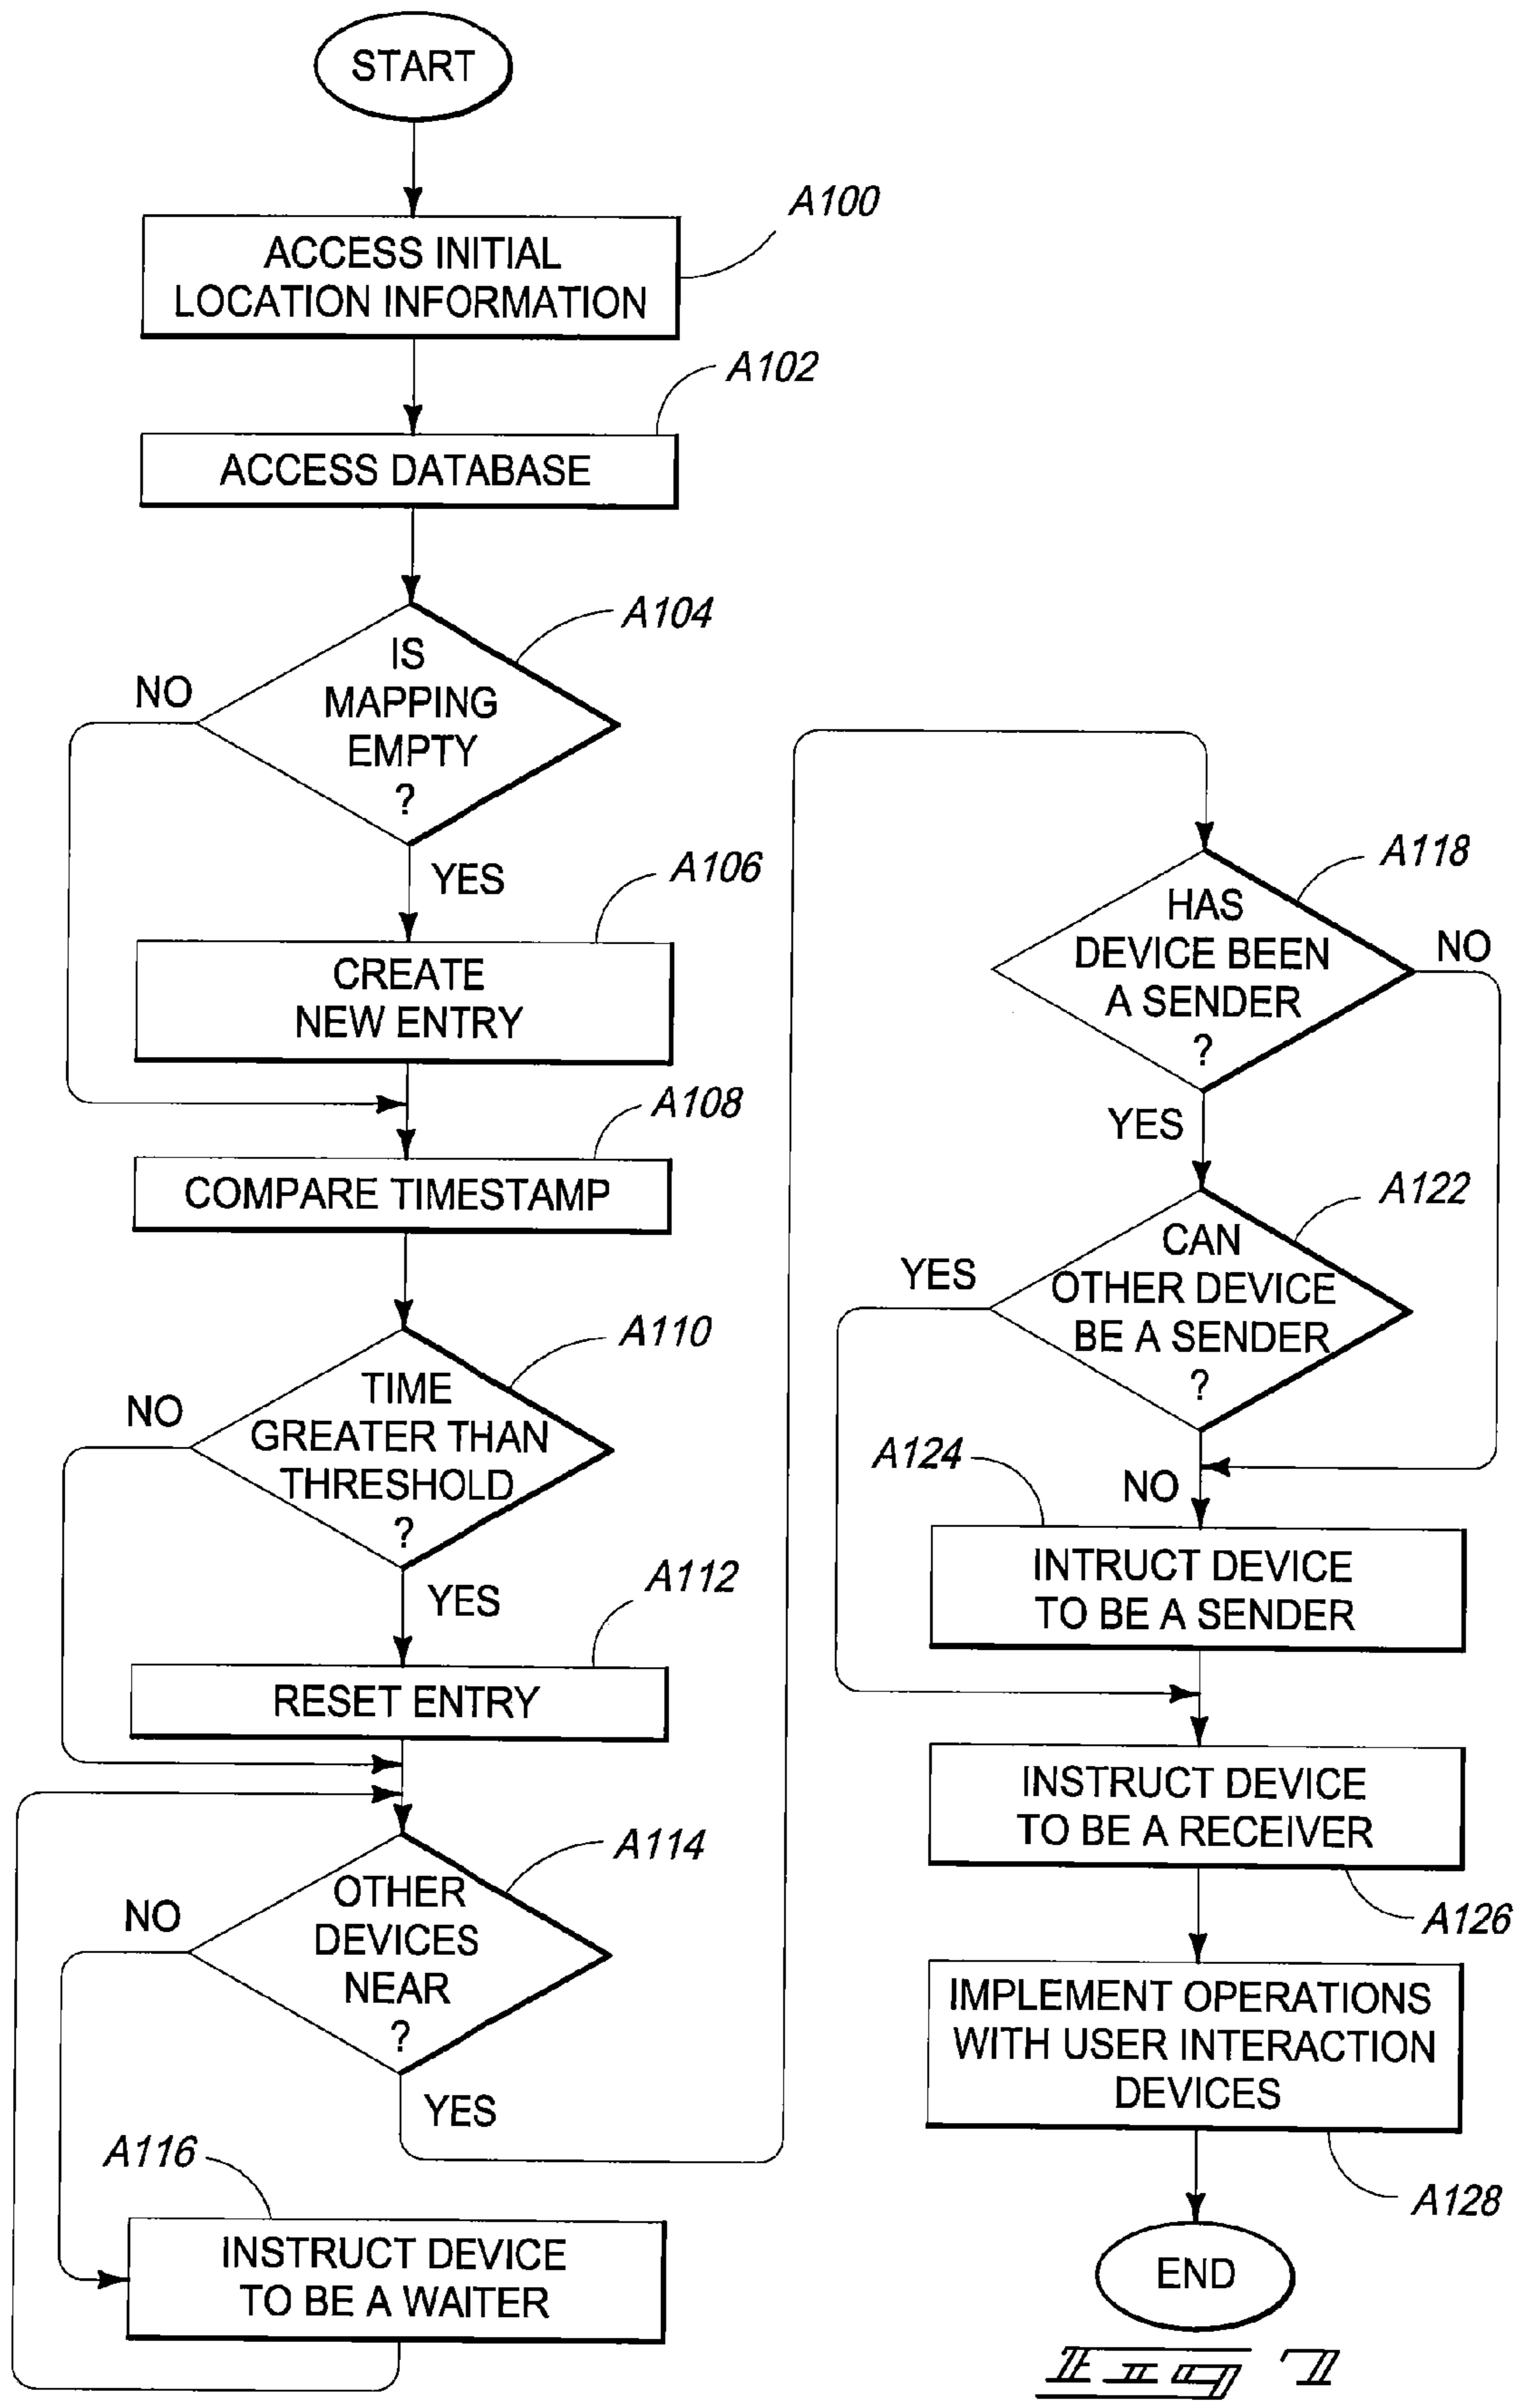 START
A100
ACCESS INITIAL
LOCATION INFORMATION
A102
ACCESS DATABASE
A104
IS
MAPPING
EMPTY
?
NO
YES
A106
CREATE
NEW ENTRY
A108
COMPARE TIMESTAMP
A110
TIME
GREATER THAN
THRESHOLD
?
NO
YES
A112
RESET ENTRY
A114
OTHER
DEVICES
NEAR
?
NO
YES
A116
INSTRUCT DEVICE
TO BE A WAITER
A118
HAS
DEVICE BEEN
A SENDER
?
NO
YES
A122
CAN
OTHER DEVICE
BE A SENDER
?
YES
NO
A124
INTRUCT DEVICE
TO BE A SENDER
INSTRUCT DEVICE
TO BE A RECEIVER
A126
IMPLEMENT OPERATIONS
WITH USER INTERACTION
DEVICES
A128
END
Fig 7